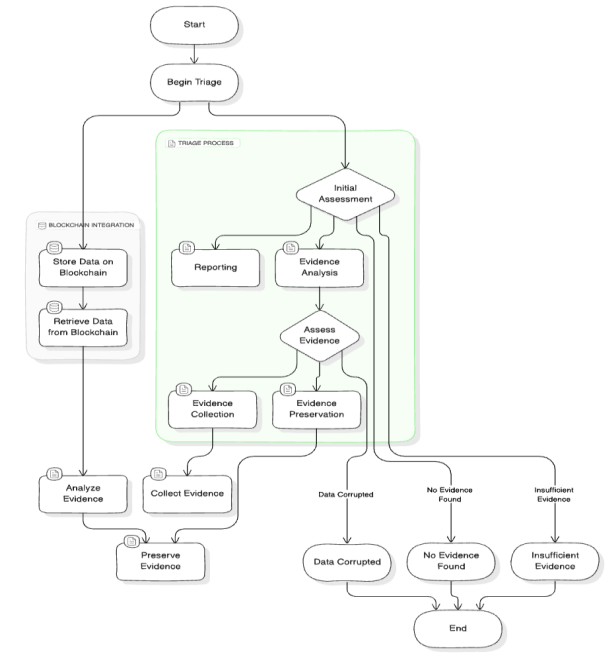 Start
Begin Triage
TRIAGE PROCESS
Initial
Assessment
BLOCKCHAIN INTEGRATION
Store Data on
Blockchain
Reporting
Evidence
Analysis
Retrieve Data
from Blockchain
Assess
Evidence
Evidence
Collection
Evidence
Preservation
Analyze
Evidence
Collect Evidence
Data Corrupted
No Evidence
Found
Insufficient
Evidence
Preserve
Evidence
Data Corrupted
No Evidence
Found
Insufficient
Evidence
End